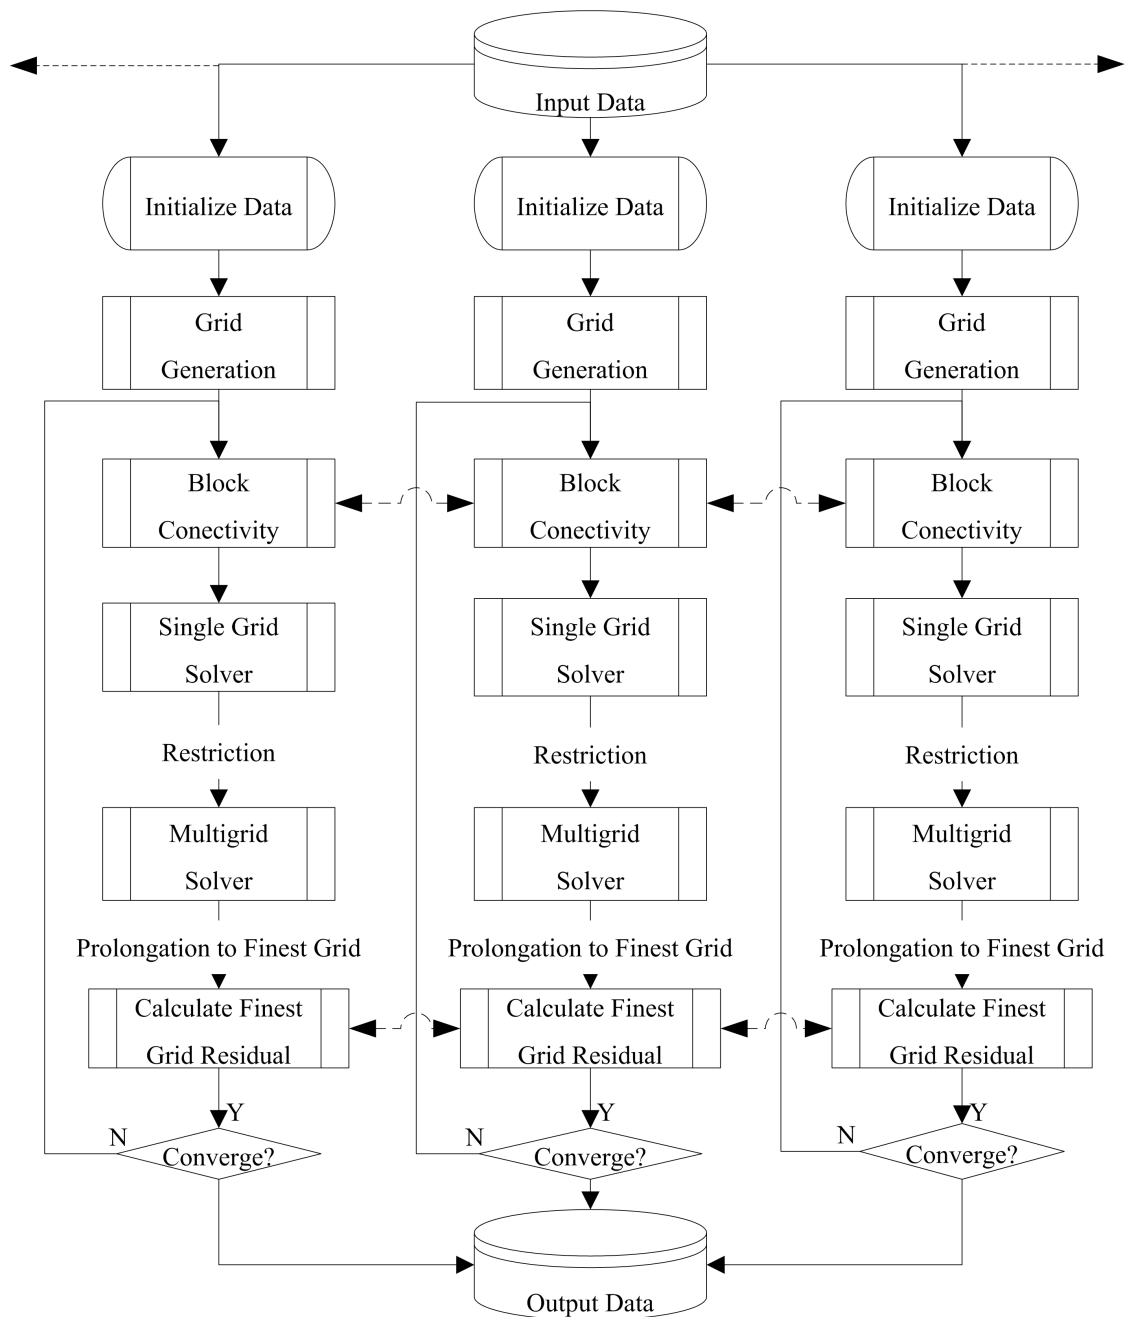 Input Data
Initialize Data
Initialize Data
Initialize Data
Grid
Generation
Grid
Generation
Grid
Generation
Block
Conectivity
Block
Conectivity
Block
Conectivity
Single Grid
Solver
Single Grid
Solver
Single Grid
Solver
Restriction
Restriction
Restriction
Multigrid
Solver
Multigrid
Solver
Multigrid
Solver
Prolongation to Finest Grid
Prolongation to Finest Grid
Prolongation to Finest Grid
Calculate Finest
Grid Residual
Calculate Finest
Grid Residual
Calculate Finest
Grid Residual
Y
N
Converge?
Y
N
Converge?
Y
N
Converge?
Output Data